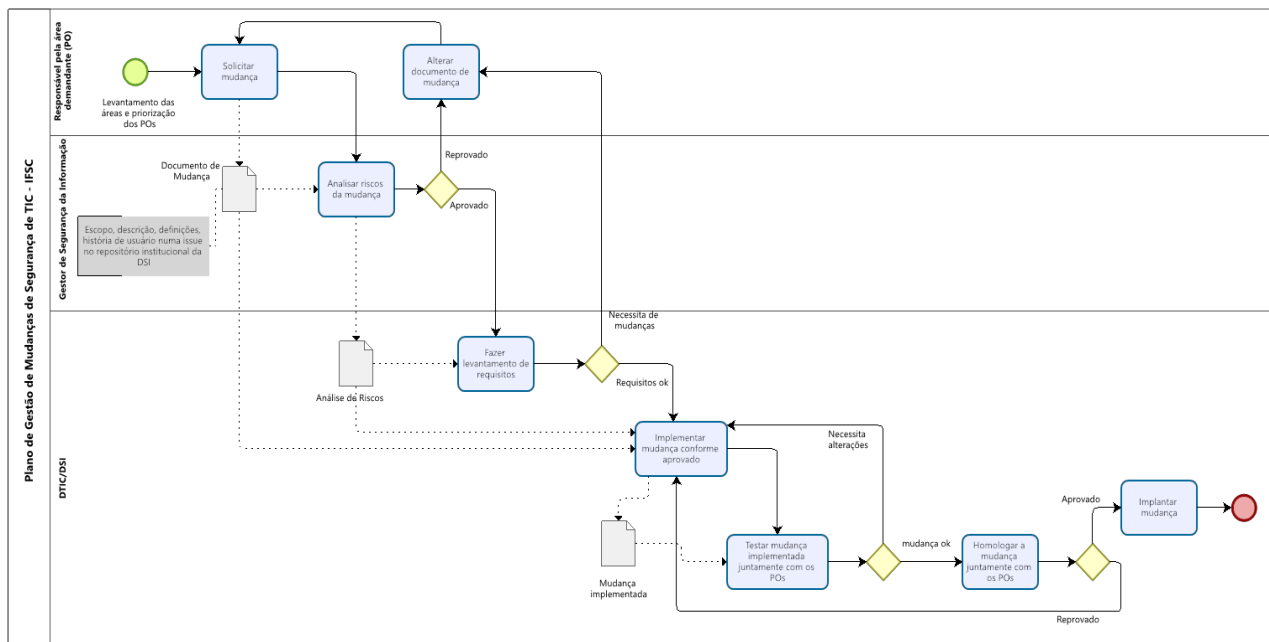 Plano de Gestão de Mudanças de Segurança de TIC - IFSC
Responsável pela área
demandante (PO)
Levantamento das
áreas e priorização
dos POs
Solicitar
mudança
Alterar
documento de
mudança
Gestor de Segurança da Informação
Documento de
Mudança
Escopo, descrição, definições,
história de usuário numa issue
no repositório institucional da
DSI
Analisar riscos
da mudança
Reprovado
Aprovado
DTIC/DSI
Análise de Riscos
Fazer
levantamento de
requisitos
Necessita de
mudanças
Requisitos ok
Implementar
mudança conforme
aprovado
Mudança
implementada
Testar mudança
implementada
juntamente com os
POs
Necessita
alterações
mudança ok
Homologar a
mudança
juntamente com
os POs
Aprovado
Reprovado
Implantar
mudança